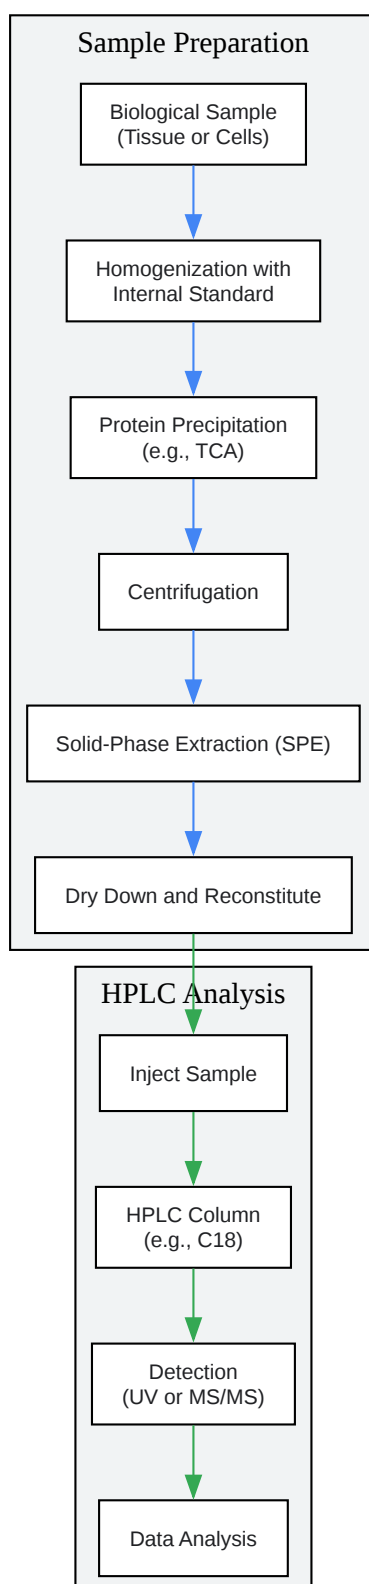 Sample Preparation
Biological Sample
(Tissue or Cells)
Homogenization with
Internal Standard
Protein Precipitation
(e.g., TCA)
Centrifugation
Solid-Phase Extraction (SPE)
Dry Down and Reconstitute
HPLC Analysis
Inject Sample
HPLC Column
(e.g., C18)
Detection
(UV or MS/MS)
Data Analysis